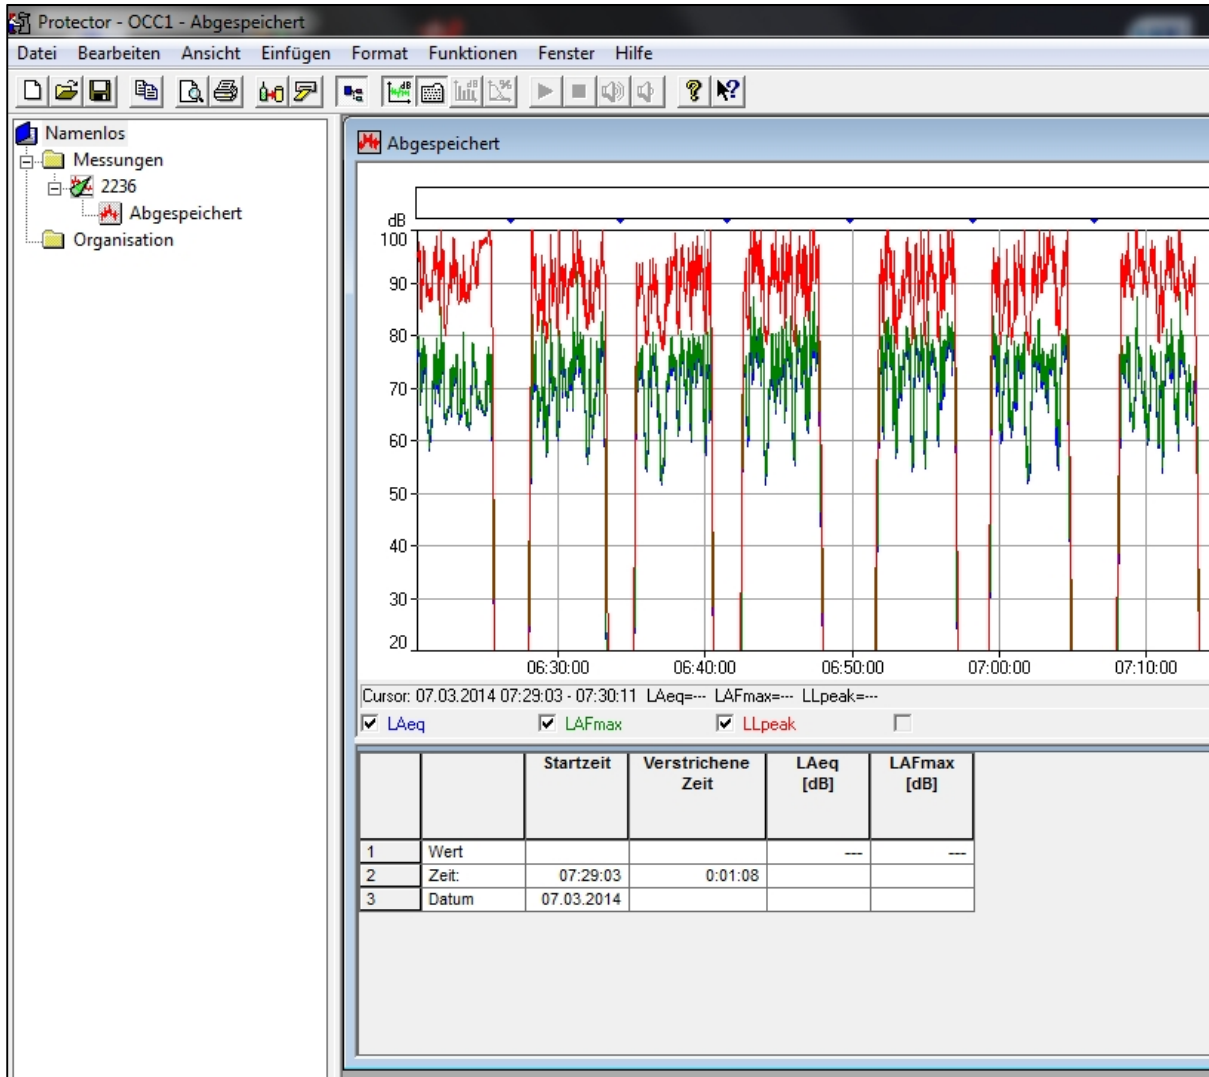 Protector - OCC1 - Abgespeichert
Datei Bearbeiten Ansicht Einfügen Format Funktionen Fenster Hilfe
Namenlos
Messungen
2236
Abgespeichert
Organisation
Abgespeichert
dB
100
90
80
70
60
50
40
30
20
06:30:00 06:40:00 06:50:00 07:00:00 07:10:00
Cursor: 07.03.2014 07:29:03 - 07:30:11 LAeq=--- LAFmax=--- LLpeak=---
LAeq LAFmax LLpeak
Startzeit Verstrichene Zeit LAeq [dB] LAFmax [dB]
1 Wert --- ---
2 Zeit: 07:29:03 0:01:08
3 Datum 07.03.2014